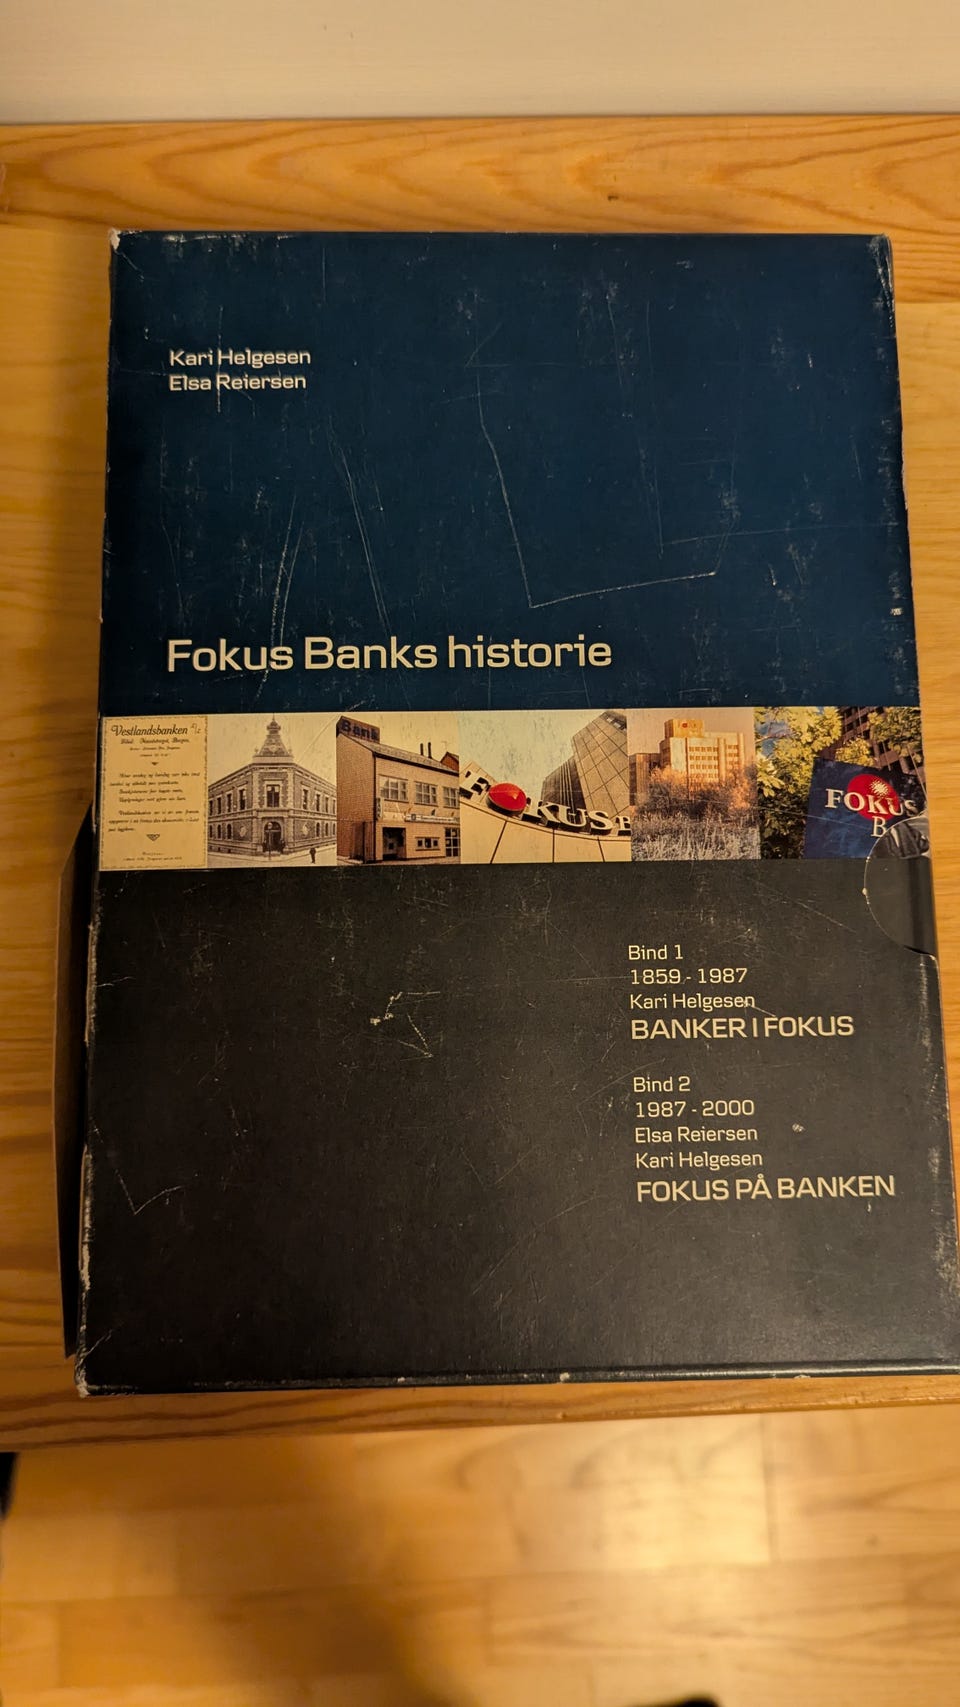 Kari Helgesen
Elsa Reiersen
Fokus Banks historie
Vestlandsbanken
Bank
FOKUS B
FOKUS
B
Bind 1
1859 - 1987
Kari Helgesen
BANKER I FOKUS
Bind 2
1987 - 2000
Elsa Reiersen
Kari Helgesen
FOKUS PÅ BANKEN